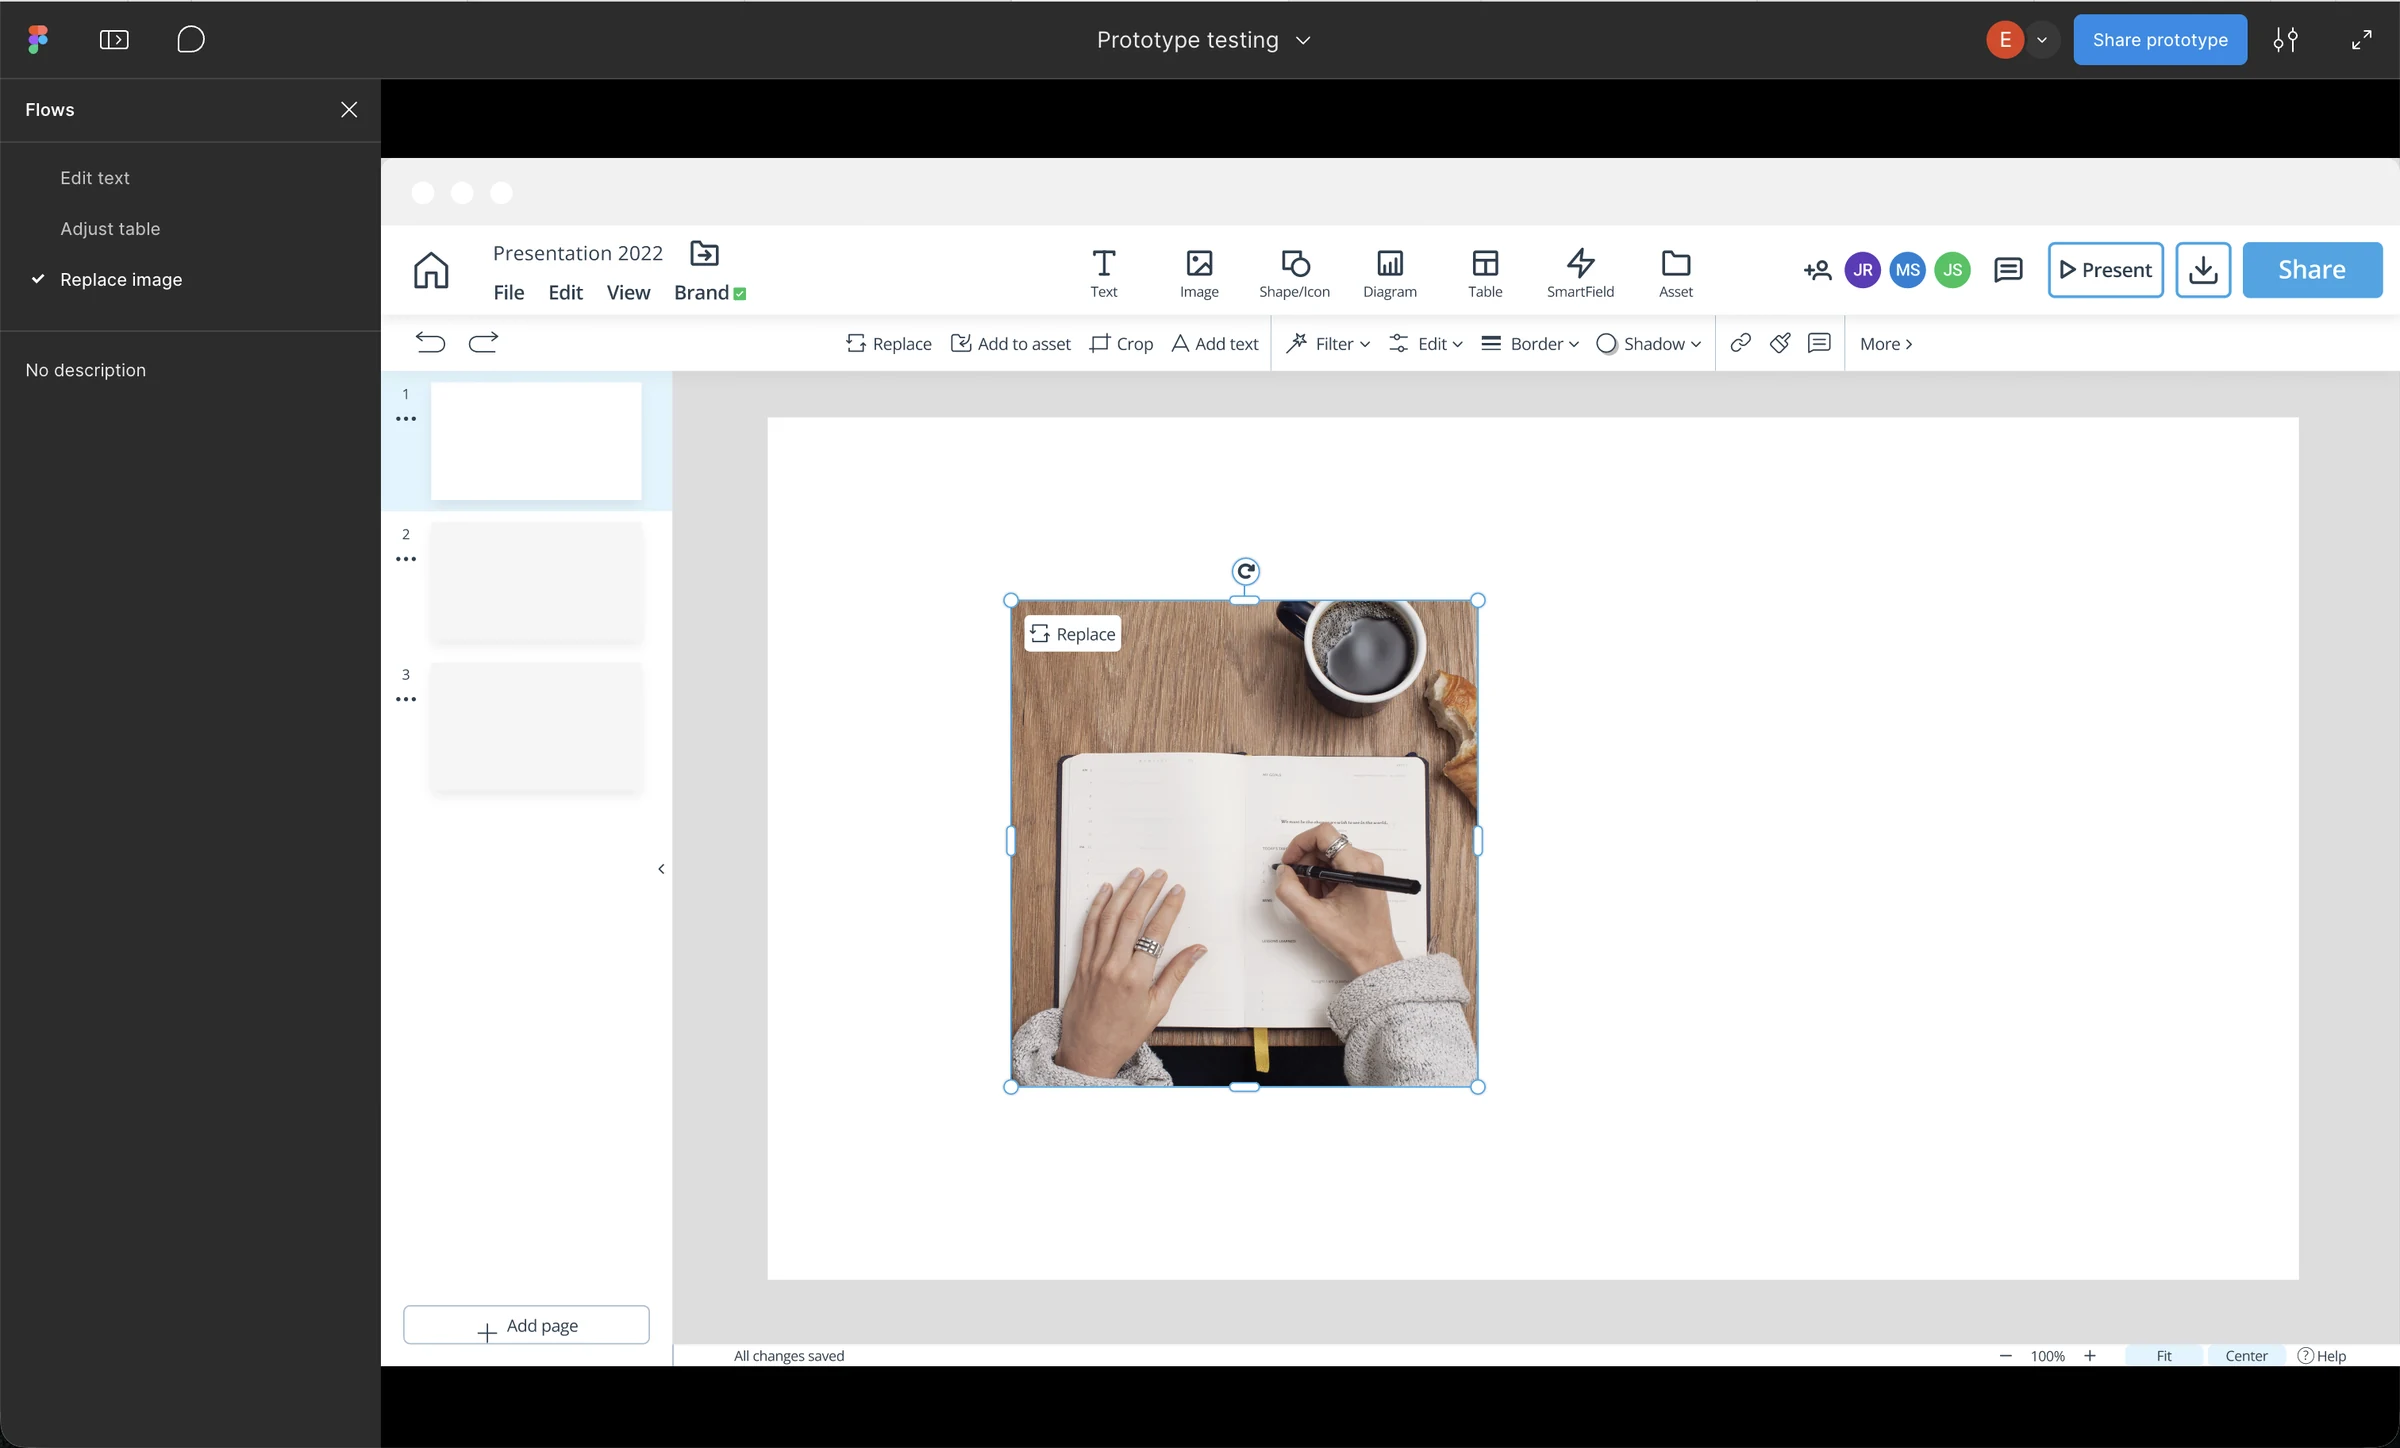 Prototype testing
E
Share prototype
Flows
Edit text
Adjust table
Replace image
No description
Presentation 2022
File Edit View Brand
Text Image Shape/Icon Diagram Table SmartField Asset
JR MS JS
Present
Share
Replace Add to asset Crop Add text Filter Edit Border Shadow More
1
2
3
Replace
Add page
All changes saved
100% Fit Center ? Help